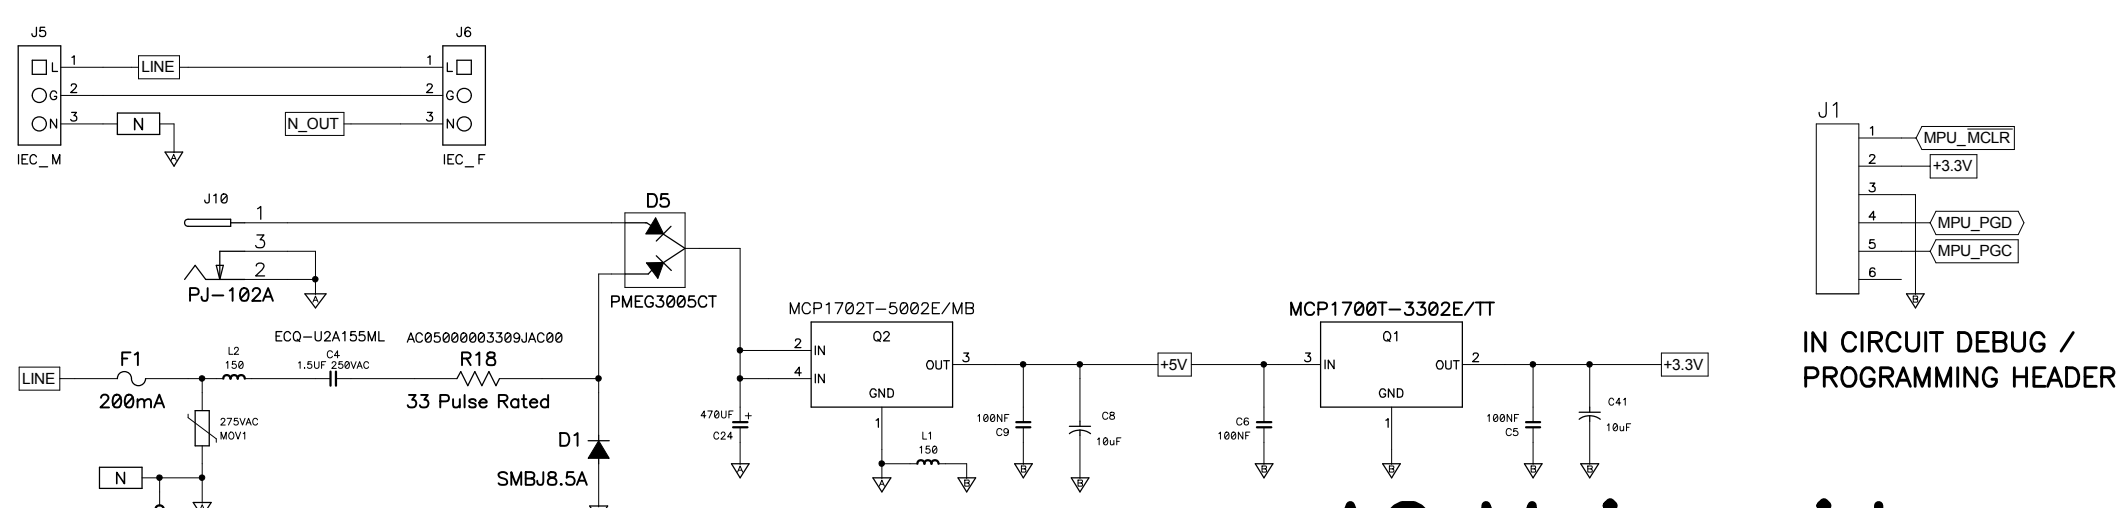 J5
J6
L 1
LINE
1 L
G 2
2 G
N 3
N
N_OUT
3 N
A
IEC_M
IEC_F
J1
1 MPU_MCLR
2 +3.3V
3
4 MPU_PGD
5 MPU_PGC
6
B
IN CIRCUIT DEBUG /
PROGRAMMING HEADER
J10
1
3
2
PJ-102A
A
D5
PMEG3005CT
MCP1702T-5002E/MB
Q2
2 IN
4 IN
OUT 3
GND
1
MCP1700T-3302E/TT
Q1
3 IN
OUT 2
GND
1
+5V
+3.3V
LINE
F1
200mA
L2
150
ECQ-U2A155ML
C4
1.5UF 250VAC
AC05000003309JAC00
R18
33 Pulse Rated
275VAC
MOV1
N
D1
SMBJ8.5A
470UF +
C24
A
A
L1
150
B
100NF
C9
B
C8
10uF
B
C6
100NF
B
B
100NF
C5
B
C41
10uF
B